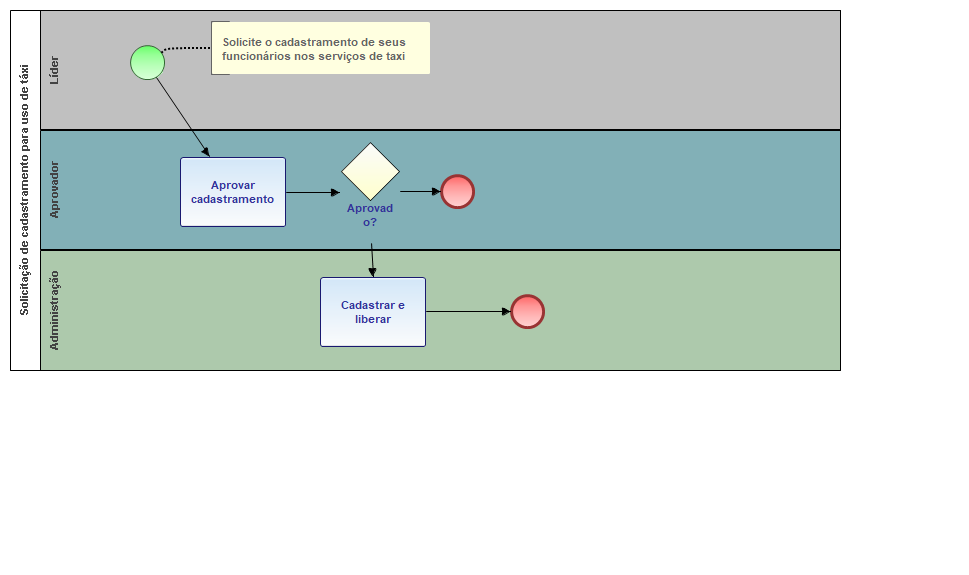 Solicitação de cadastramento para uso de táxi
Líder
Solicite o cadastramento de seus
funcionários nos serviços de taxi
Aprovador
Aprovar
cadastramento
Aprovad
o?
Administração
Cadastrar e
liberar